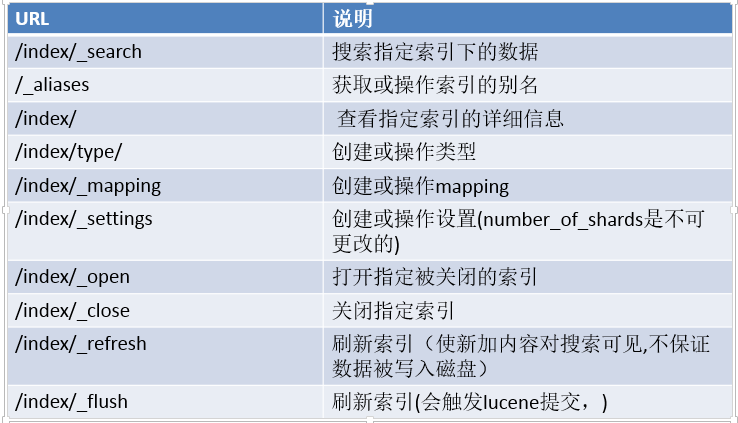 URL 说明
/index/_search 搜索指定索引下的数据
/_aliases 获取或操作索引的别名
/index/ 查看指定索引的详细信息
/index/type/ 创建或操作类型
/index/_mapping 创建或操作mapping
/index/_settings 创建或操作设置(number_of_shards是不可
更改的)
/index/_open 打开指定被关闭的索引
/index/_close 关闭指定索引
/index/_refresh 刷新索引（使新加内容对搜索可见,不保证
数据被写入磁盘）
/index/_flush 刷新索引(会触发lucene提交，)